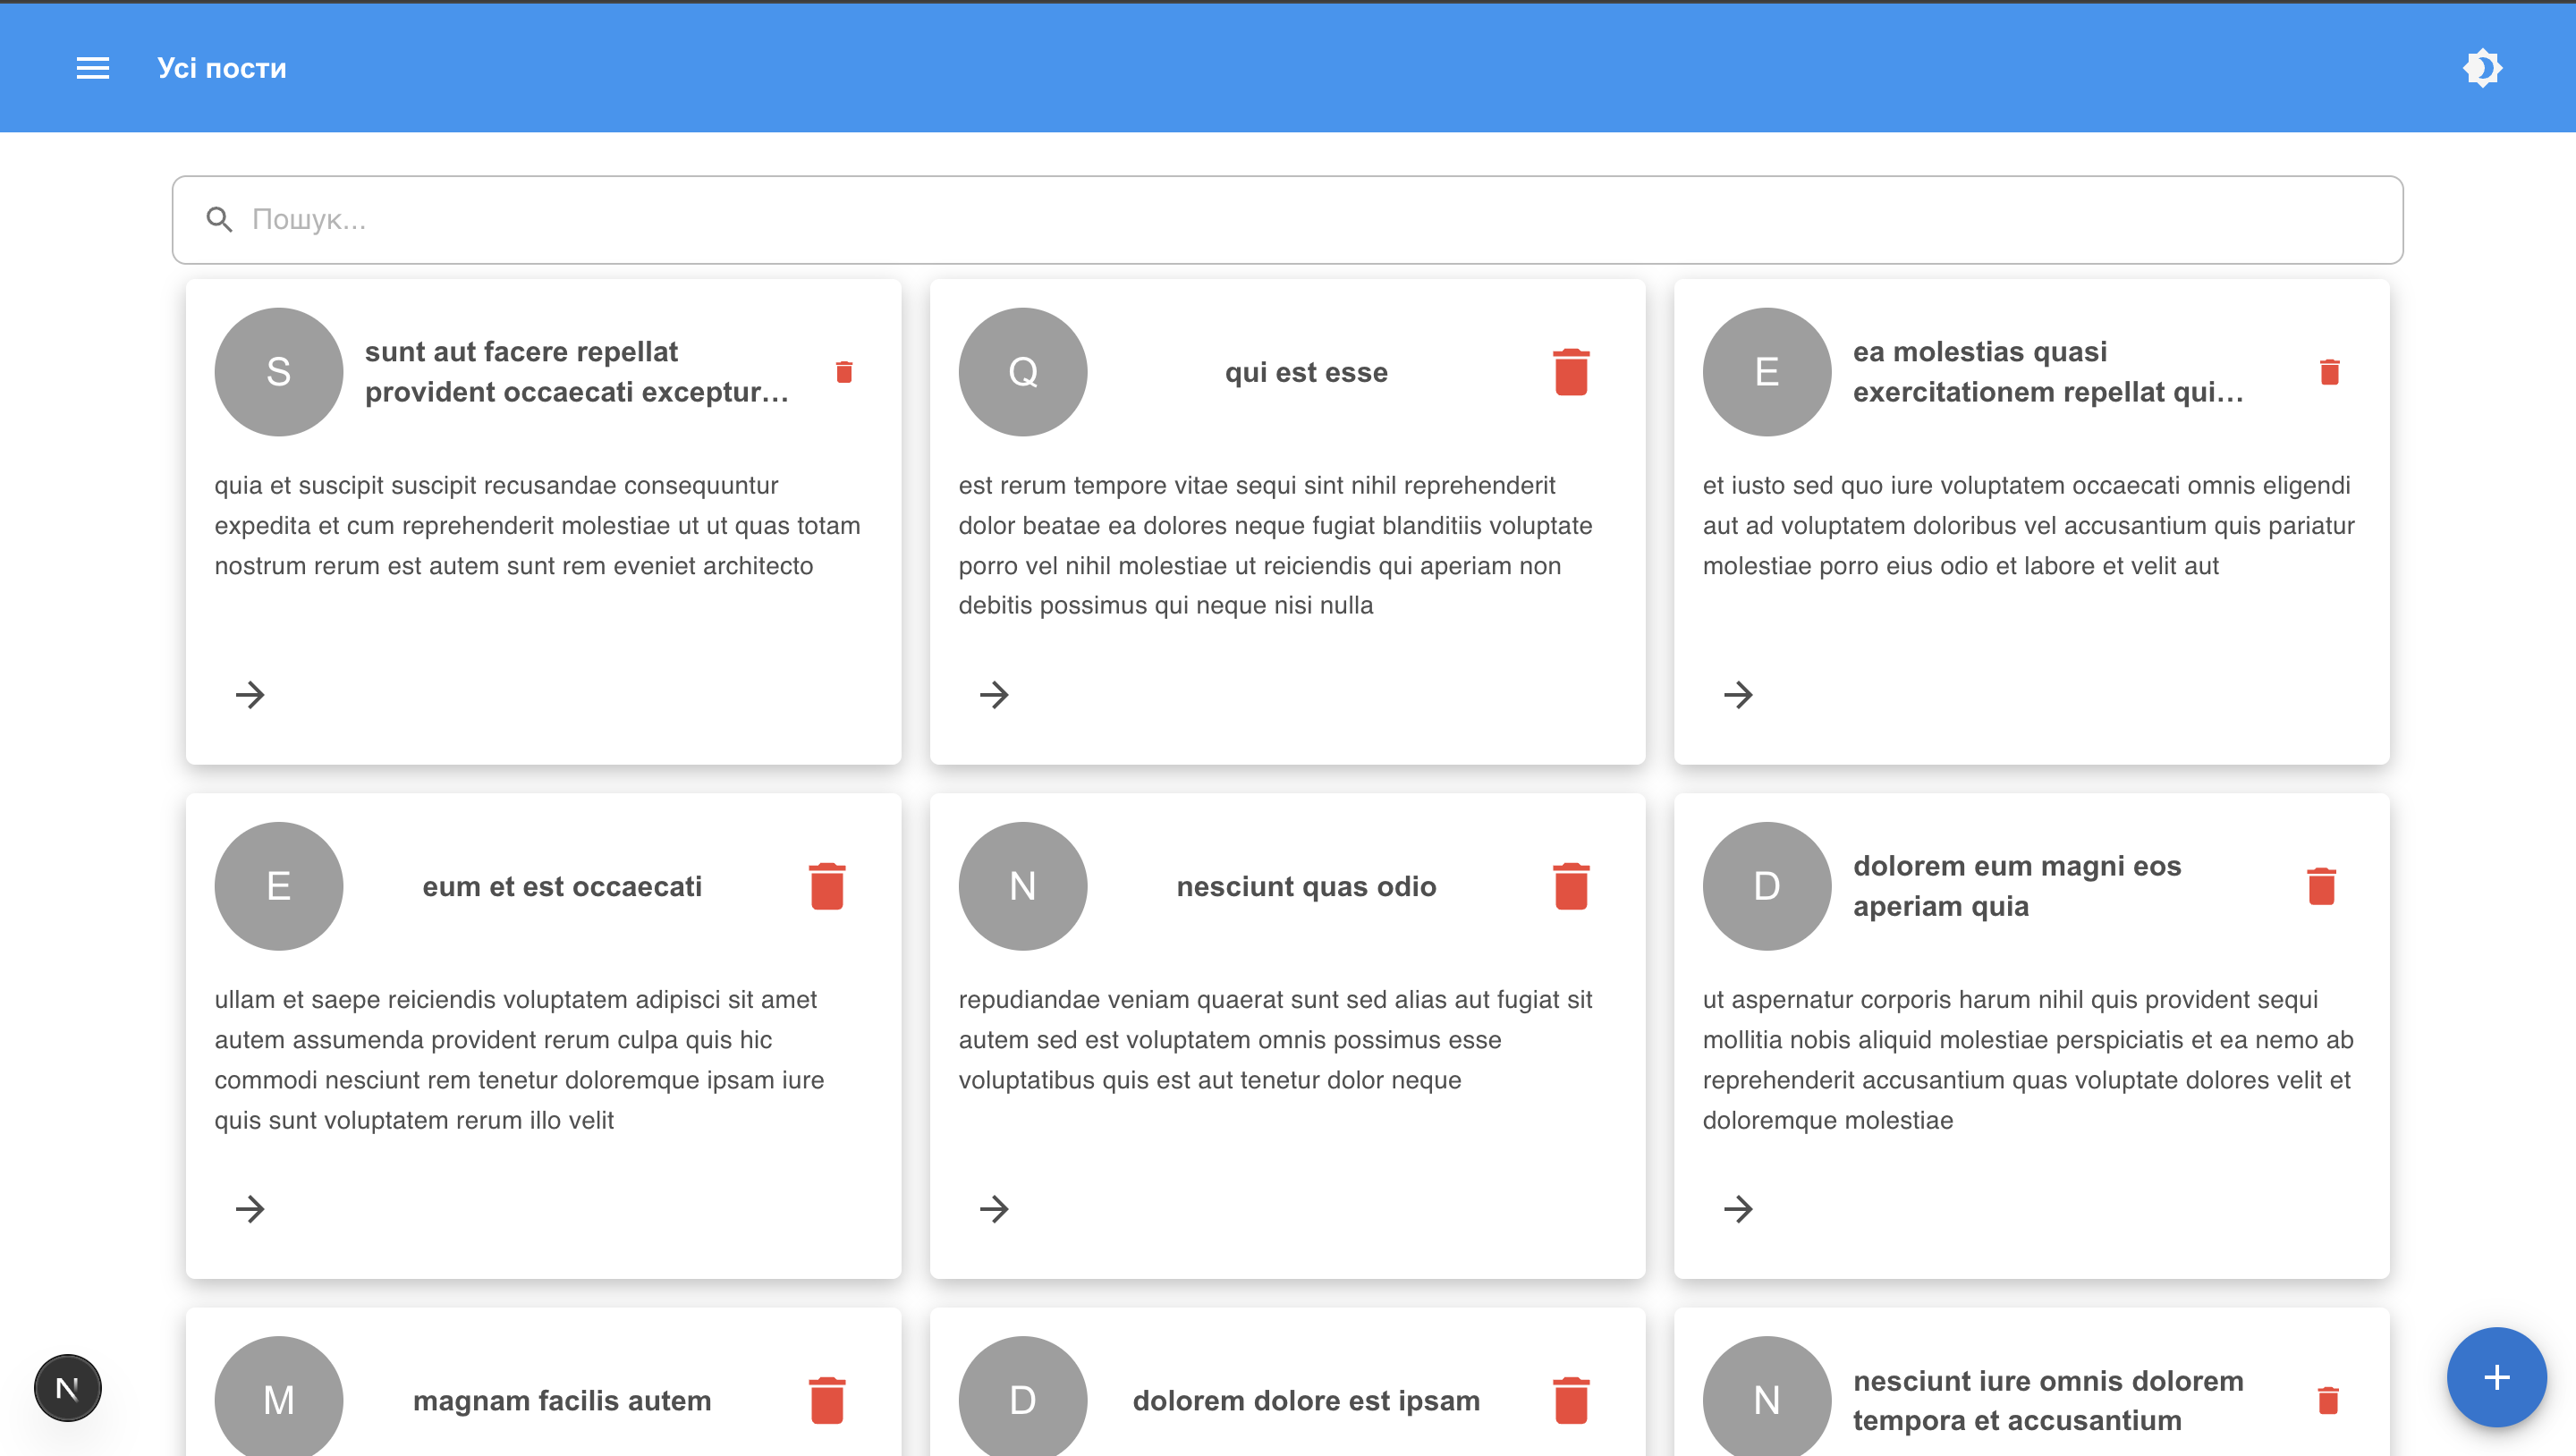 Усі пости
Пошук...
S
sunt aut facere repellat
provident occaecati exceptur...
quia et suscipit suscipit recusandae consequuntur
expedita et cum reprehenderit molestiae ut ut quas totam
nostrum rerum est autem sunt rem eveniet architecto
Q
qui est esse
est rerum tempore vitae sequi sint nihil reprehenderit
dolor beatae ea dolores neque fugiat blanditiis voluptate
porro vel nihil molestiae ut reiciendis qui aperiam non
debitis possimus qui neque nisi nulla
E
ea molestias quasi
exercitationem repellat qui...
et iusto sed quo iure voluptatem occaecati omnis eligendi
aut ad voluptatem doloribus vel accusantium quis pariatur
molestiae porro eius odio et labore et velit aut
E
eum et est occaecati
ullam et saepe reiciendis voluptatem adipisci sit amet
autem assumenda provident rerum culpa quis hic
commodi nesciunt rem tenetur doloremque ipsam iure
quis sunt voluptatem rerum illo velit
N
nesciunt quas odio
repudiandae veniam quaerat sunt sed alias aut fugiat sit
autem sed est voluptatem omnis possimus esse
voluptatibus quis est aut tenetur dolor neque
D
dolorem eum magni eos
aperiam quia
ut aspernatur corporis harum nihil quis provident sequi
mollitia nobis aliquid molestiae perspiciatis et ea nemo ab
reprehenderit accusantium quas voluptate dolores velit et
doloremque molestiae
M
magnam facilis autem
D
dolorem dolore est ipsam
N
nesciunt iure omnis dolorem
tempora et accusantium
N